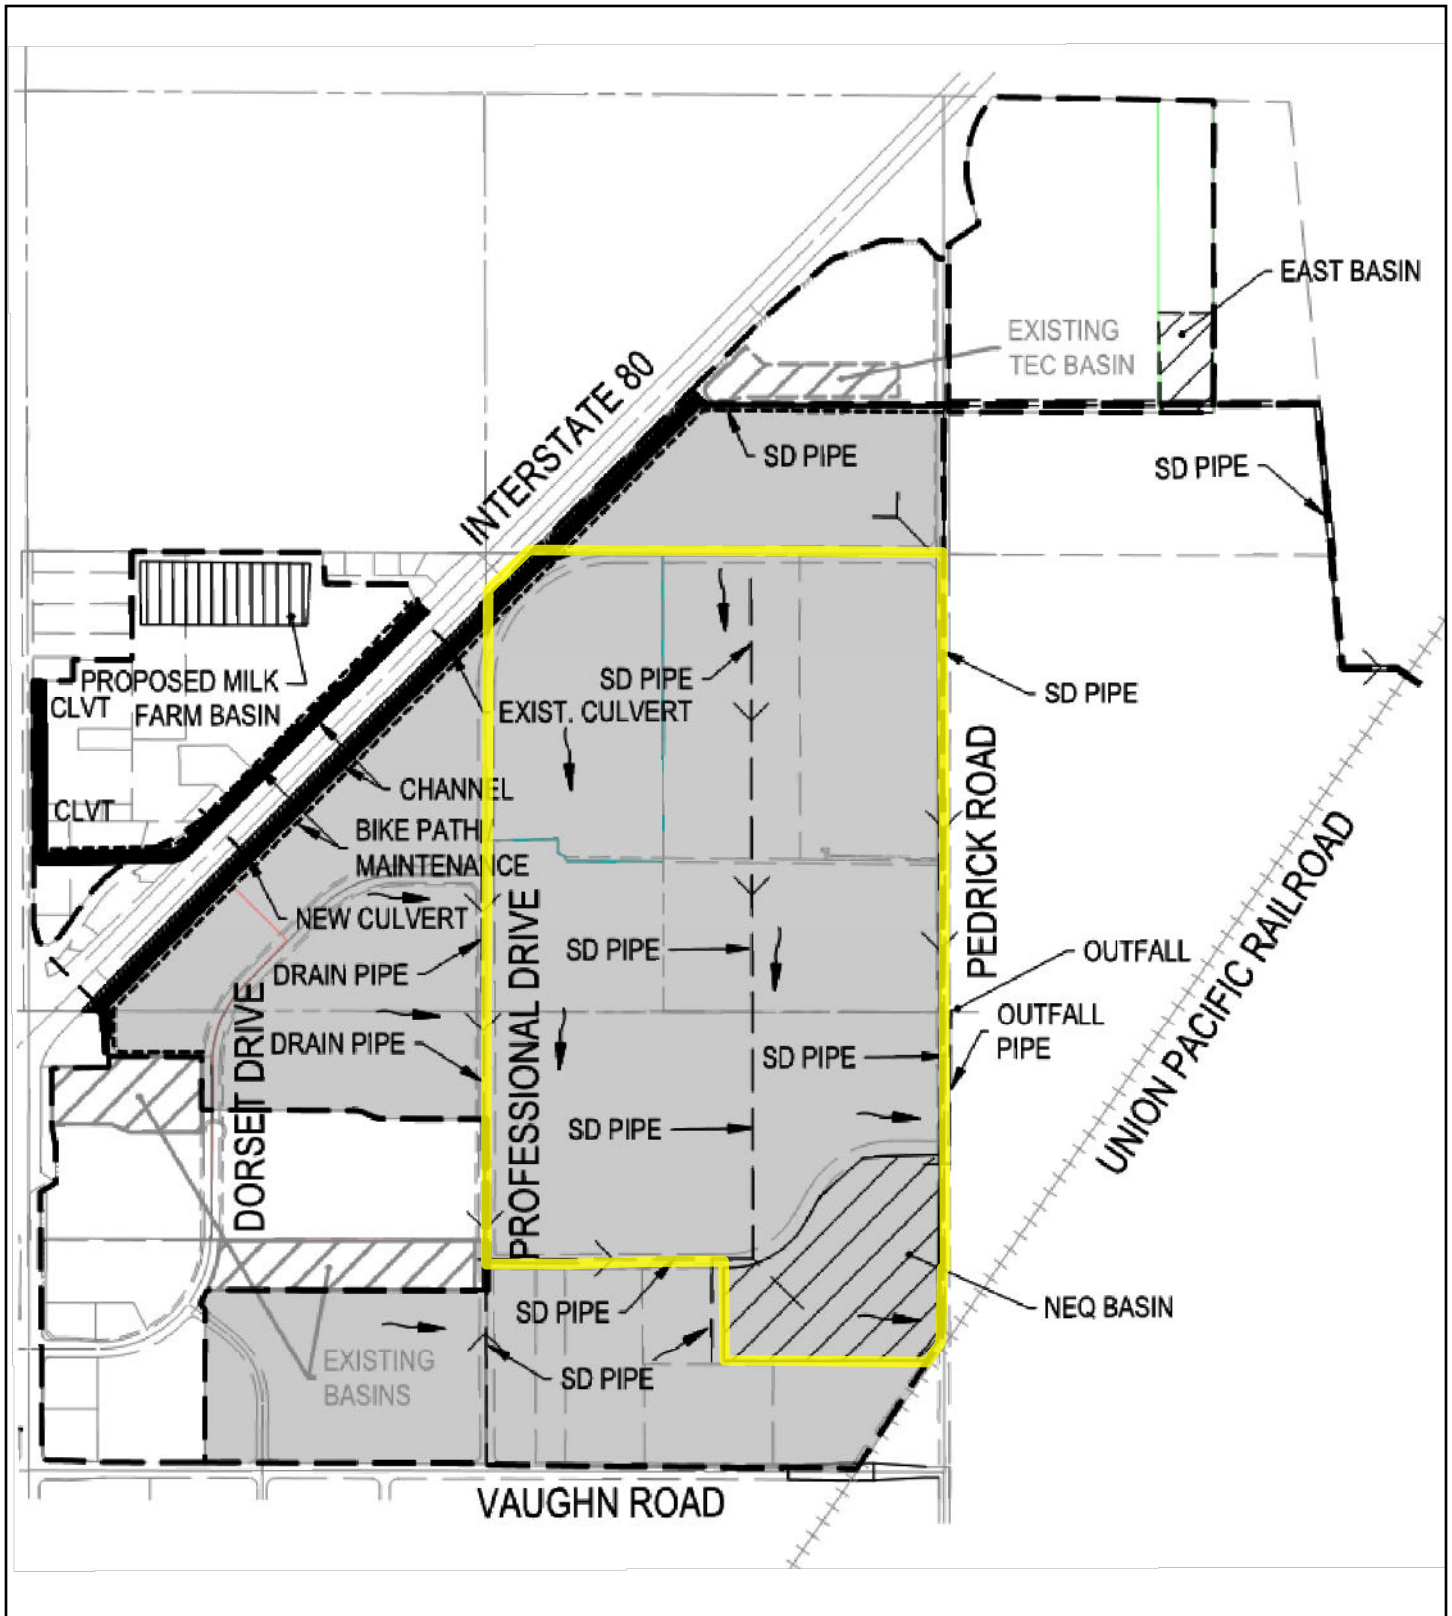 EAST BASIN
EXISTING
TEC BASIN
INTERSTATE 80
SD PIPE
SD PIPE
PROPOSED MILK
FARM BASIN
CLVT
SD PIPE
SD PIPE
EXIST. CULVERT
CHANNEL
CLVT
BIKE PATH/
MAINTENANCE
PEDRICK ROAD
UNION PACIFIC RAILROAD
NEW CULVERT
DRAIN PIPE
SD PIPE
OUTFALL
OUTFALL
PIPE
DORSET DRIVE
PROFESSIONAL DRIVE
DRAIN PIPE
SD PIPE
SD PIPE
NEQ BASIN
SD PIPE
EXISTING
BASINS
SD PIPE
VAUGHN ROAD